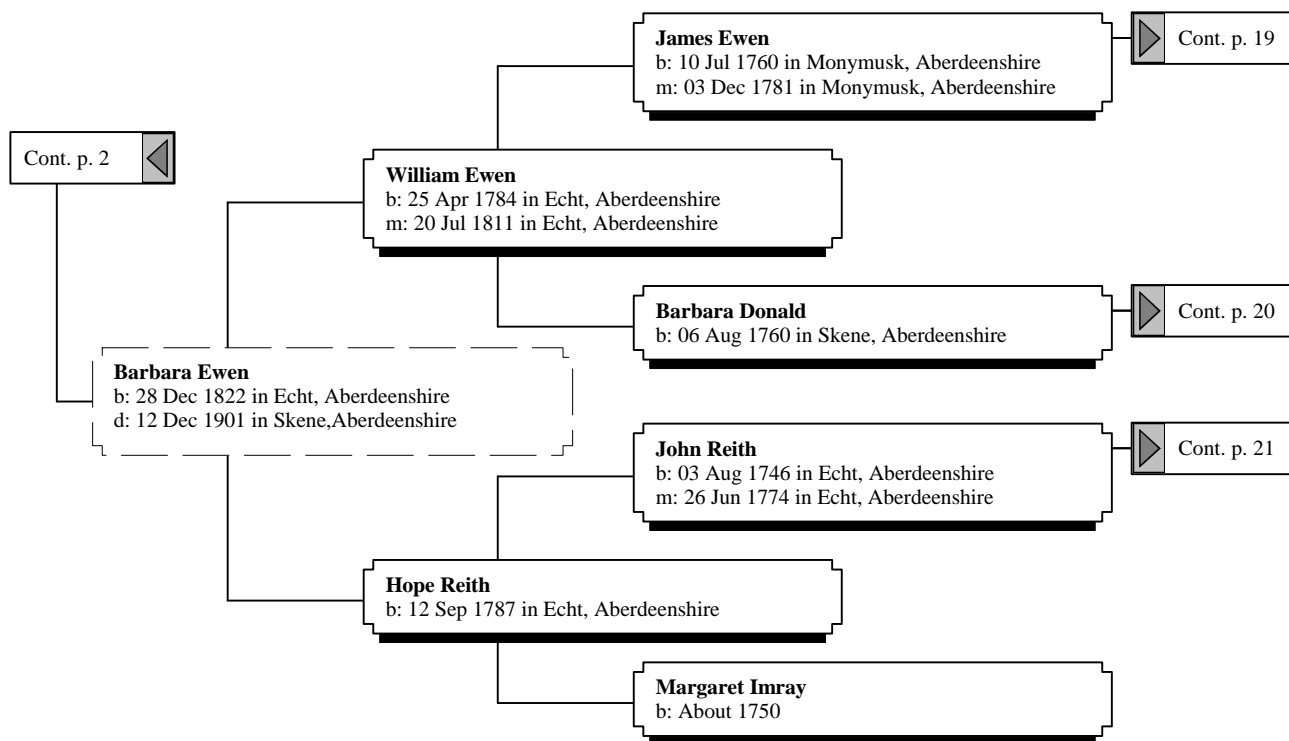 James Ewen
b: 10 Jul 1760 in Monymusk, Aberdeenshire
m: 03 Dec 1781 in Monymusk, Aberdeenshire
Cont. p. 19
Cont. p. 2
William Ewen
b: 25 Apr 1784 in Echt, Aberdeenshire
m: 20 Jul 1811 in Echt, Aberdeenshire
Barbara Donald
b: 06 Aug 1760 in Skene, Aberdeenshire
Cont. p. 20
Barbara Ewen
b: 28 Dec 1822 in Echt, Aberdeenshire
d: 12 Dec 1901 in Skene,Aberdeenshire
John Reith
b: 03 Aug 1746 in Echt, Aberdeenshire
m: 26 Jun 1774 in Echt, Aberdeenshire
Cont. p. 21
Hope Reith
b: 12 Sep 1787 in Echt, Aberdeenshire
Margaret Imray
b: About 1750